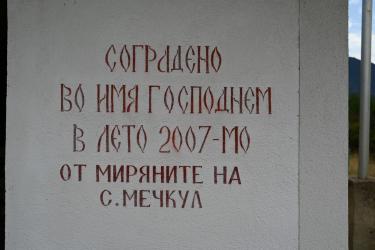 СОГРАДЕНО
ВО ИМЯ ГОСПОДНЕМ
В ЛЕТО 2007-МО
ОТ МИРЯНИТЕ НА
С. МЕЧКУЛ